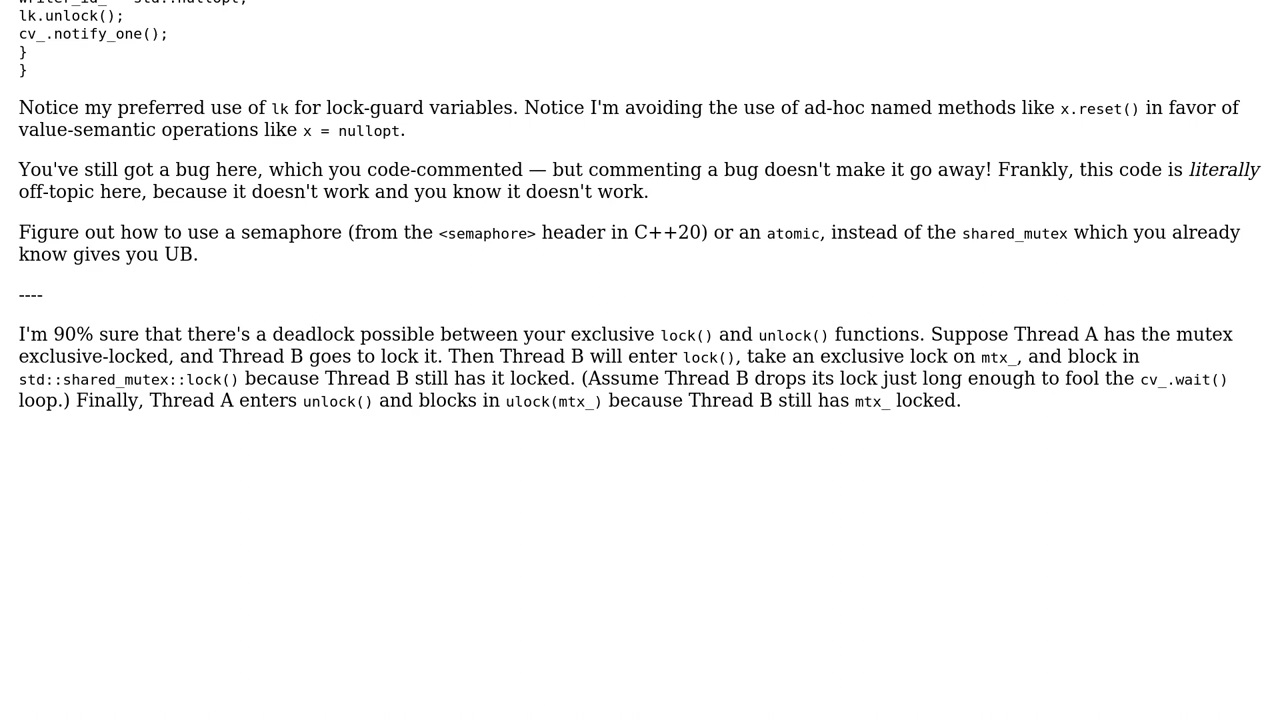 writer_id_ = std::nullopt;
lk.unlock();
cv_.notify_one();
}
}
Notice my preferred use of lk for lock-guard variables. Notice I'm avoiding the use of ad-hoc named methods like x.reset() in favor of
value-semantic operations like x = nullopt.
You've still got a bug here, which you code-commented — but commenting a bug doesn't make it go away! Frankly, this code is literally
off-topic here, because it doesn't work and you know it doesn't work.
Figure out how to use a semaphore (from the <semaphore> header in C++20) or an atomic, instead of the shared_mutex which you already
know gives you UB.
----
I'm 90% sure that there's a deadlock possible between your exclusive lock() and unlock() functions. Suppose Thread A has the mutex
exclusive-locked, and Thread B goes to lock it. Then Thread B will enter lock(), take an exclusive lock on mtx_, and block in
std::shared_mutex::lock() because Thread B still has it locked. (Assume Thread B drops its lock just long enough to fool the cv_.wait()
loop.) Finally, Thread A enters unlock() and blocks in ulock(mtx_) because Thread B still has mtx_ locked.